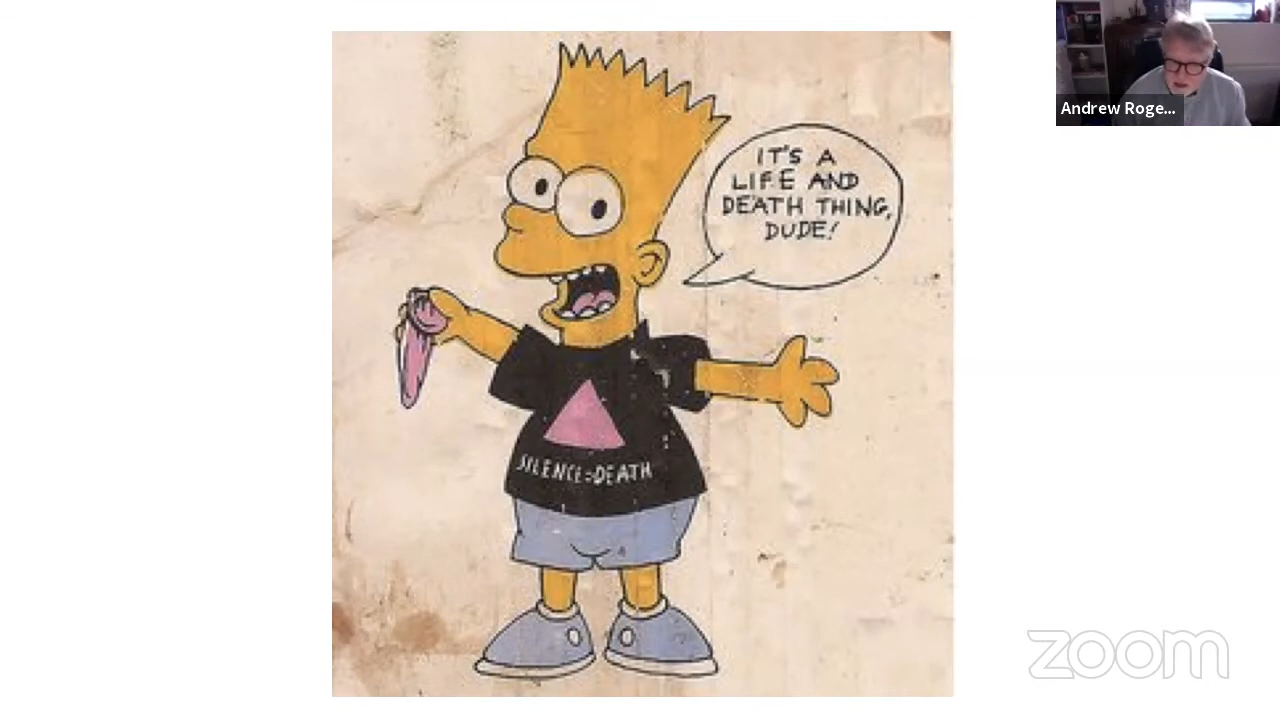 Andrew Roge...
IT'S A
LIFE AND
DEATH THING,
DUDE!
SILENCE=DEATH
zoom